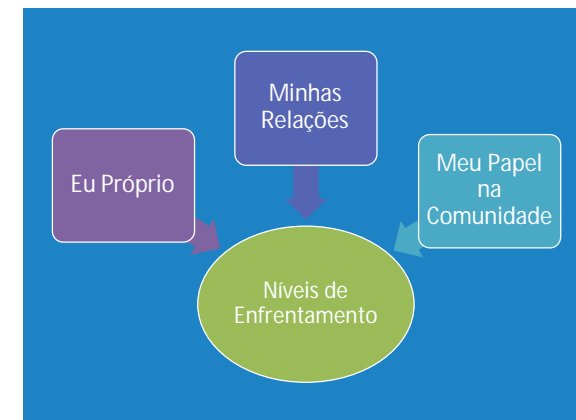 Minhas
Relações
Eu Próprio
Meu Papel
na
Comunidade
Níveis de
Enfrentamento